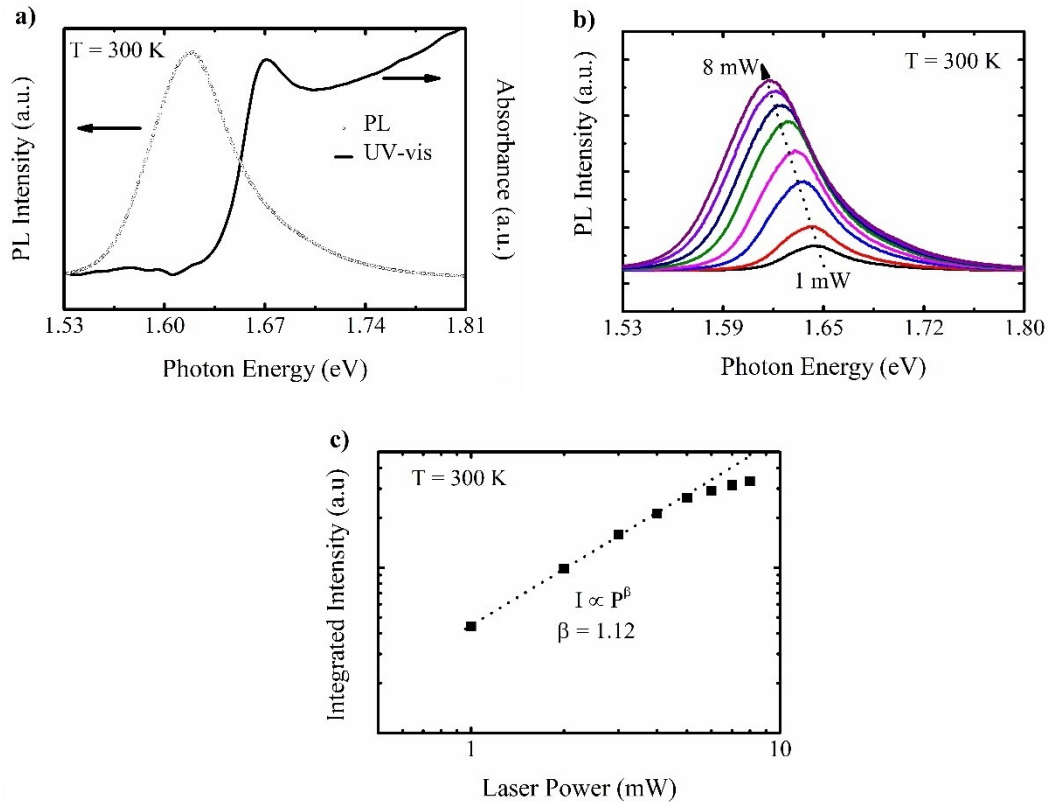 a)
T = 300 K
PL Intensity (a.u.)
PL
UV-vis
Absorbance (a.u.)
1.53 1.60 1.67 1.74 1.81
Photon Energy (eV)
b)
8 mW
T = 300 K
PL Intensity (a.u.)
1 mW
1.53 1.59 1.65 1.72 1.80
Photon Energy (eV)
c)
T = 300 K
Integrated Intensity (a.u)
I ∝ P^β
β = 1.12
1 10
Laser Power (mW)